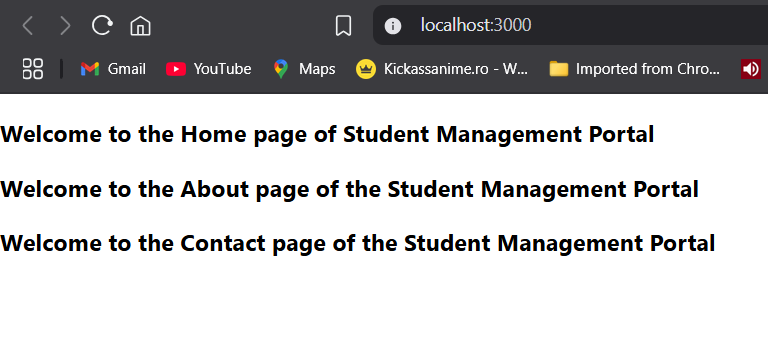 localhost:3000
Gmail YouTube Maps Kickassanime.ro - W... Imported from Chro...
Welcome to the Home page of Student Management Portal
Welcome to the About page of the Student Management Portal
Welcome to the Contact page of the Student Management Portal